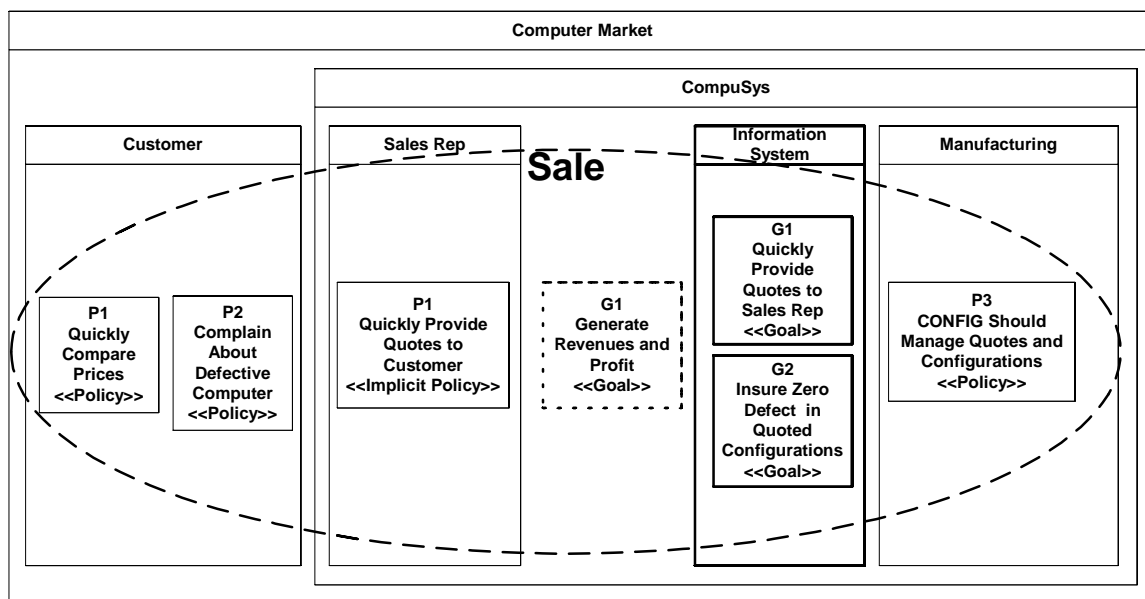 Computer Market
CompuSys
Customer
Sales Rep
Information
System
Manufacturing
Sale
P1
Quickly
Compare
Prices
<<Policy>>
P2
Complain
About
Defective
Computer
<<Policy>>
P1
Quickly Provide
Quotes to
Customer
<<Implicit Policy>>
G1
Generate
Revenues and
Profit
<<Goal>>
G1
Quickly
Provide
Quotes to
Sales Rep
<<Goal>>
G2
Insure Zero
Defect in
Quoted
Configurations
<<Goal>>
P3
CONFIG Should
Manage Quotes and
Configurations
<<Policy>>